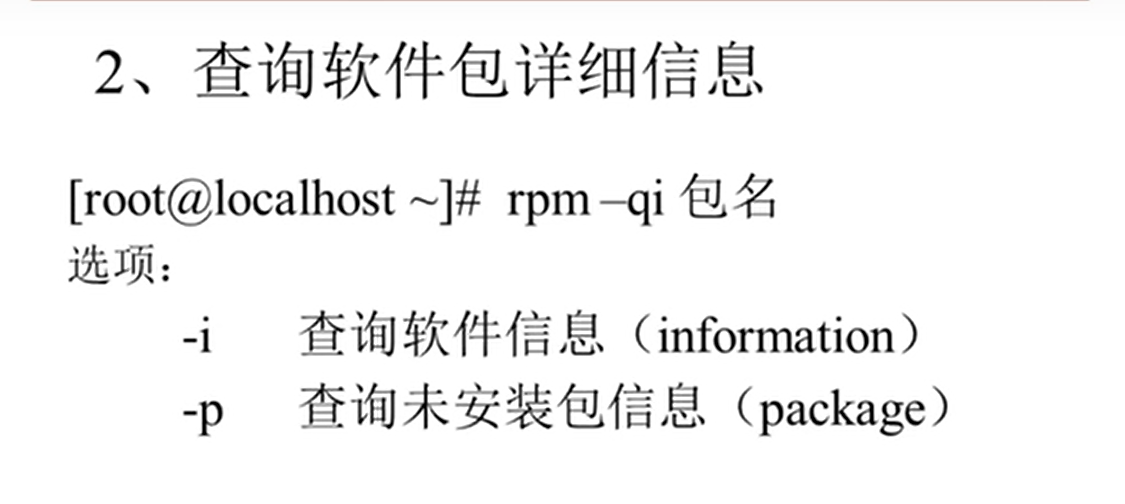 2、查询软件包详细信息
[root@localhost ~]# rpm –qi 包名
选项：
-i 查询软件信息（information）
-p 查询未安装包信息（package）